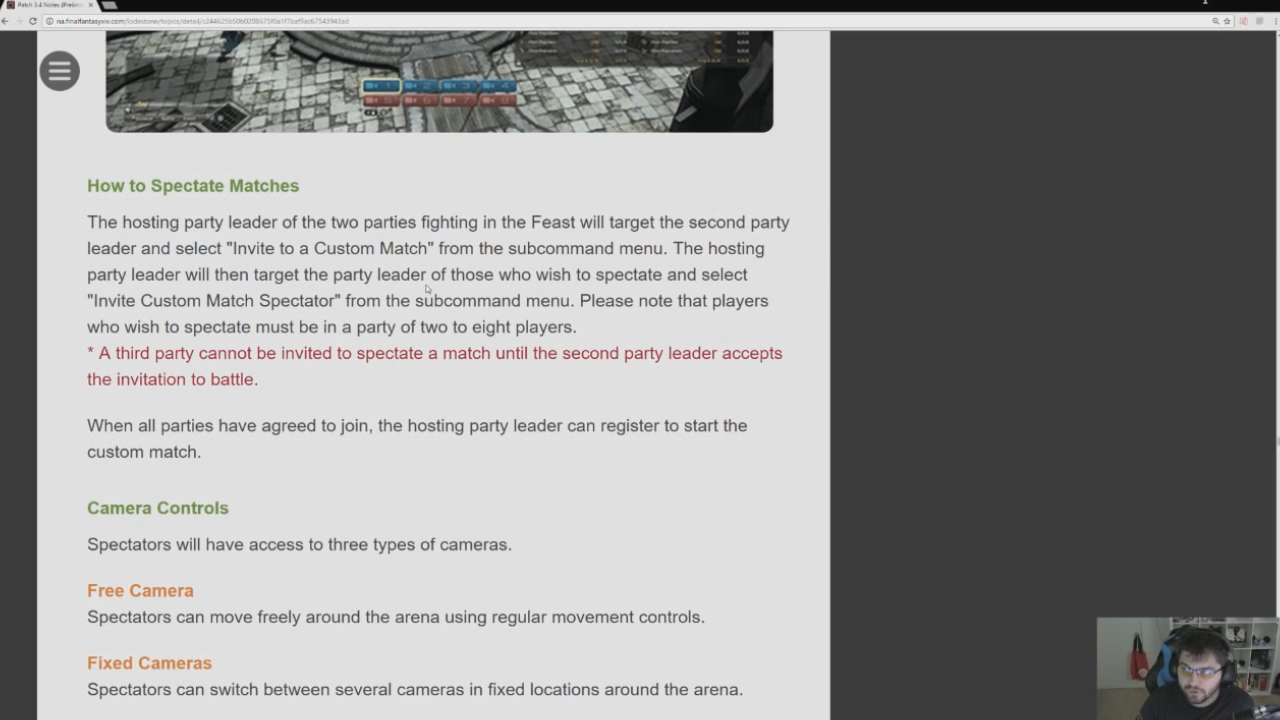 Patch 3.4 Notes (Prelimi
How to Spectate Matches
The hosting party leader of the two parties fighting in the Feast will target the second party
leader and select "Invite to a Custom Match" from the subcommand menu. The hosting
party leader will then target the party leader of those who wish to spectate and select
"Invite Custom Match Spectator" from the subcommand menu. Please note that players
who wish to spectate must be in a party of two to eight players.
* A third party cannot be invited to spectate a match until the second party leader accepts
the invitation to battle.
When all parties have agreed to join, the hosting party leader can register to start the
custom match.
Camera Controls
Spectators will have access to three types of cameras.
Free Camera
Spectators can move freely around the arena using regular movement controls.
Fixed Cameras
Spectators can switch between several cameras in fixed locations around the arena.